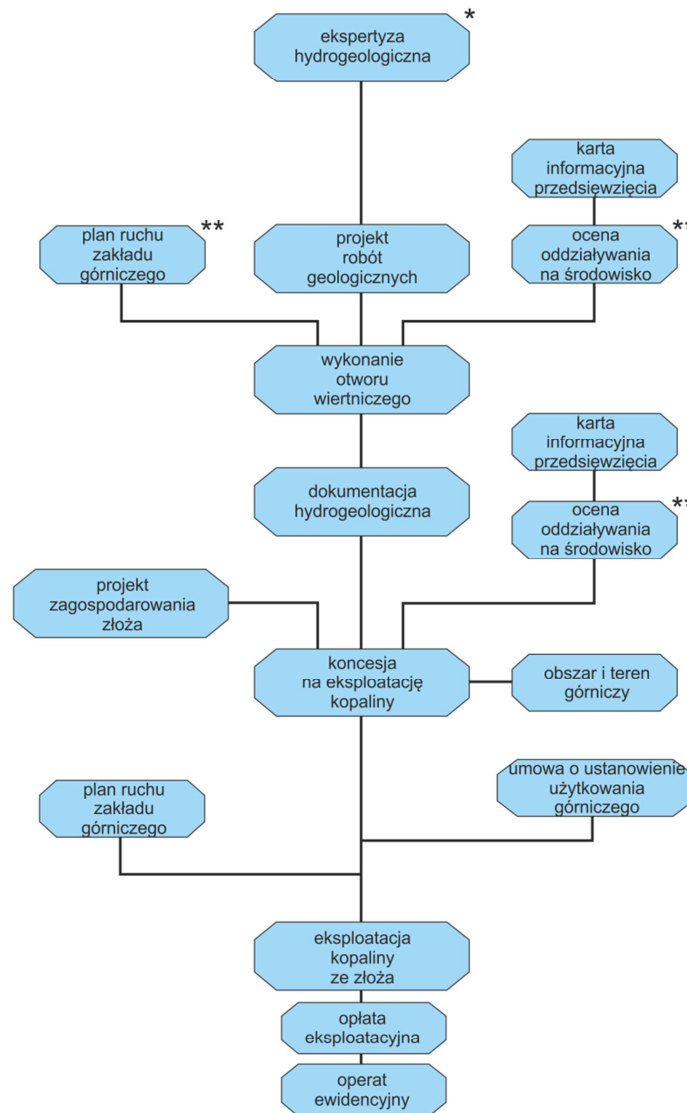 ekspertyza
hydrogeologiczna
*
karta
informacyjna
przedsięwzięcia
plan ruchu
zakładu
górniczego
**
projekt
robót
geologicznych
ocena
oddziaływania
na środowisko
**
wykonanie
otworu
wiertniczego
karta
informacyjna
przedsięwzięcia
dokumentacja
hydrogeologiczna
ocena
oddziaływania
na środowisko
**
projekt
zagospodarowania
złoża
koncesja
na eksploatację
kopaliny
obszar i teren
górniczy
plan ruchu
zakładu
górniczego
umowa o ustanowienie
użytkowania
górniczego
eksploatacja
kopaliny
ze złoża
opłata
eksploatacyjna
operat
ewidencyjny